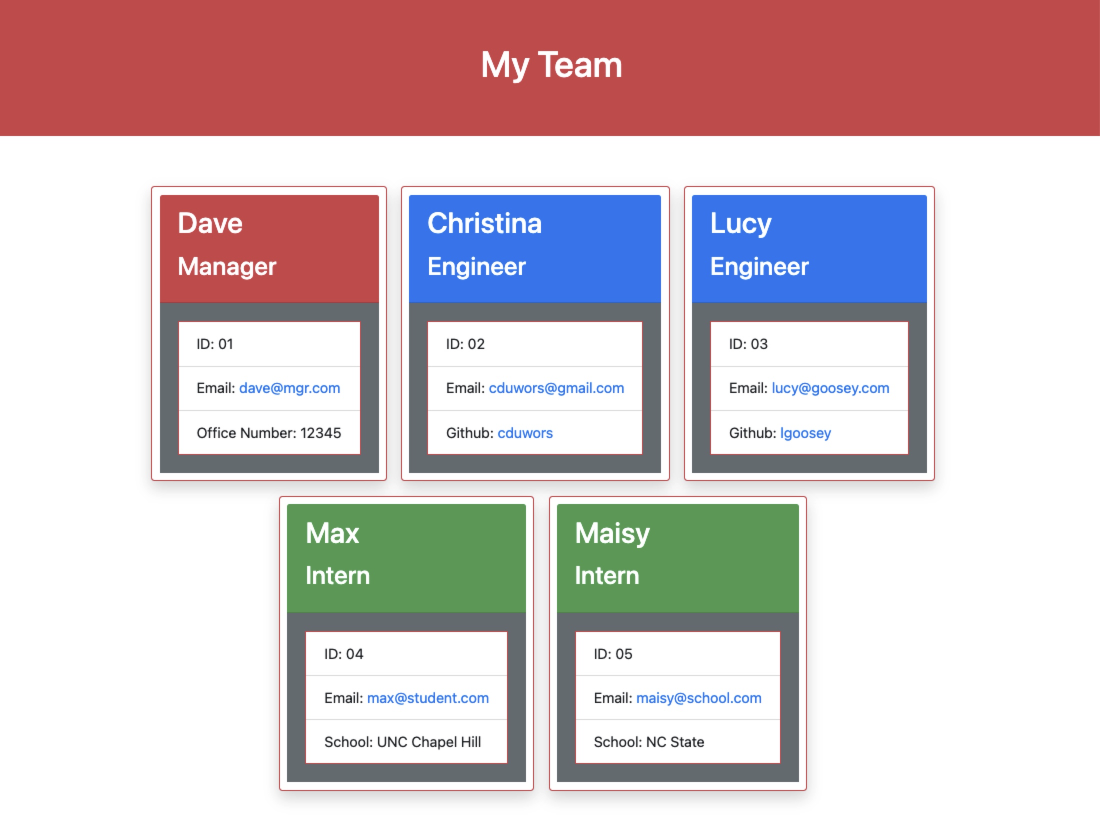 My Team
Dave
Manager
ID: 01
Email: dave@mgr.com
Office Number: 12345
Christina
Engineer
ID: 02
Email: cduwors@gmail.com
Github: cduwors
Lucy
Engineer
ID: 03
Email: lucy@goosey.com
Github: lgoosey
Max
Intern
ID: 04
Email: max@student.com
School: UNC Chapel Hill
Maisy
Intern
ID: 05
Email: maisy@school.com
School: NC State